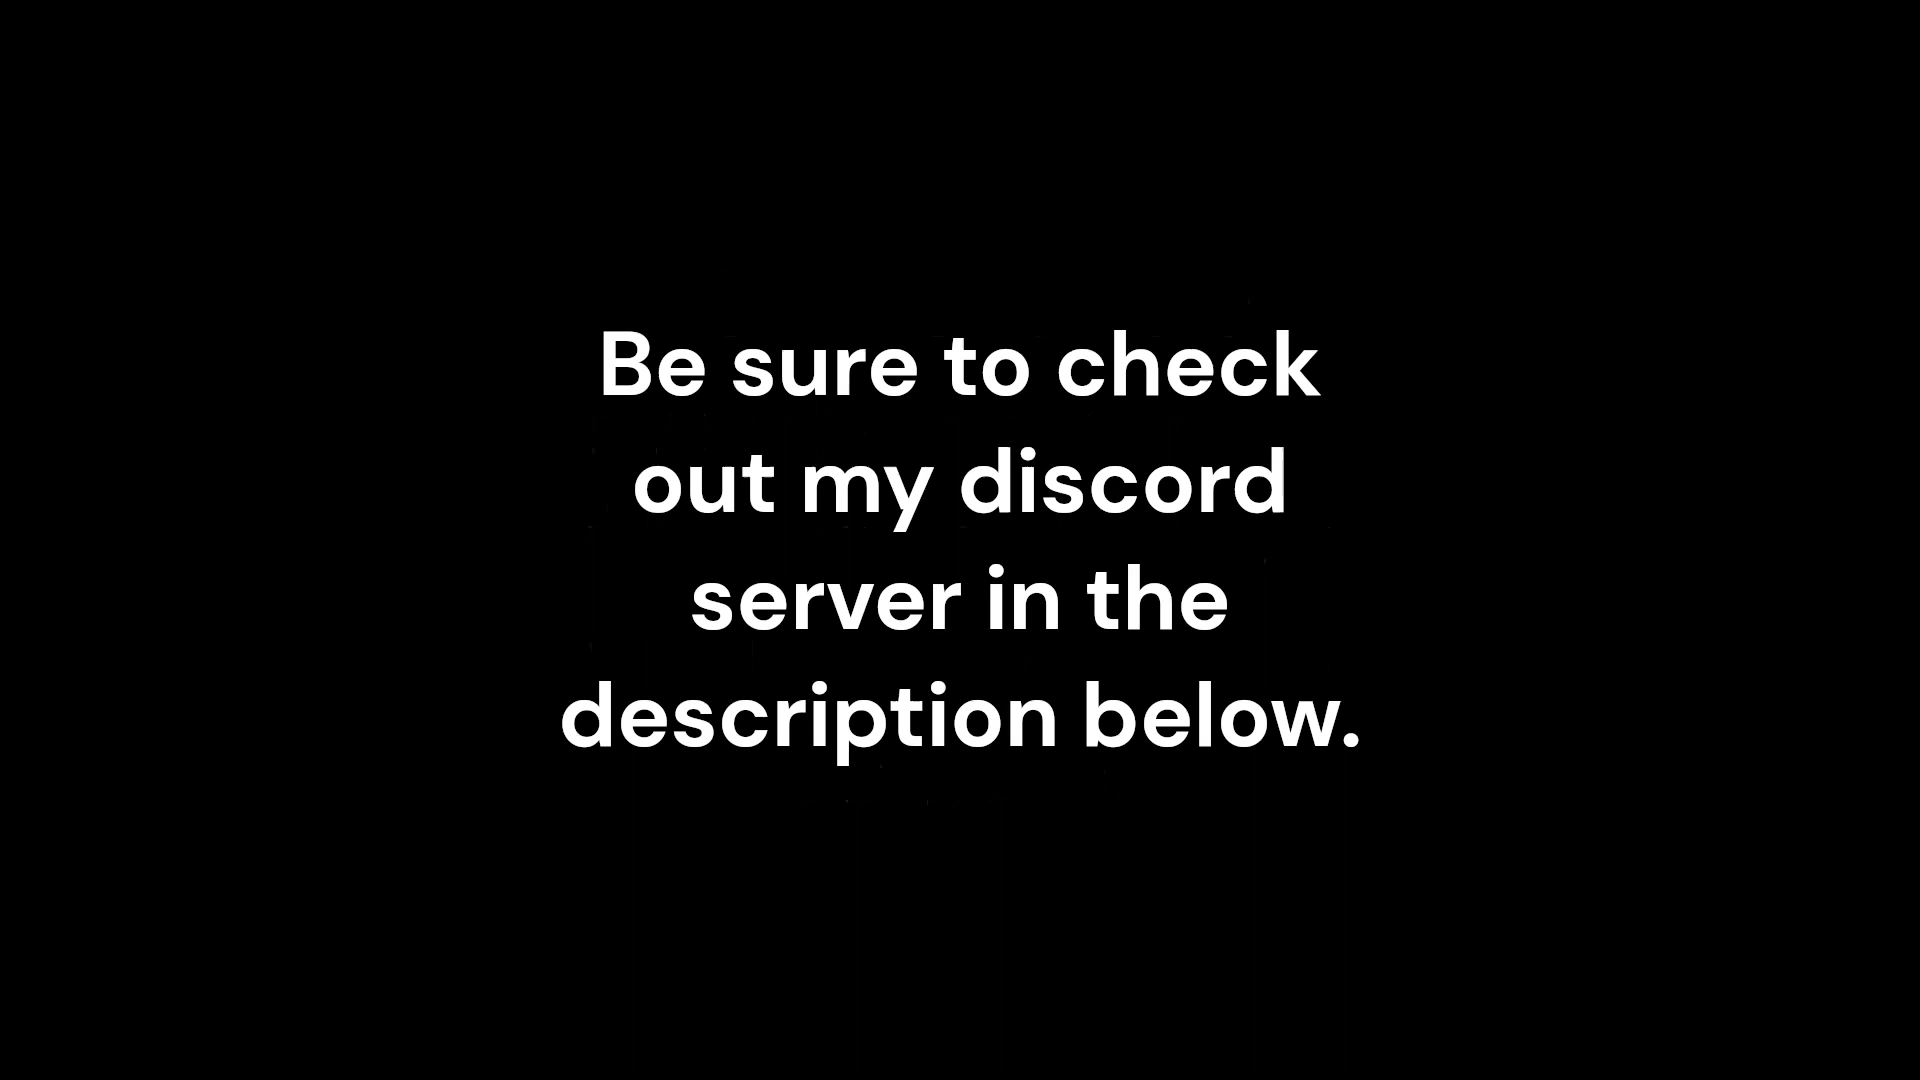 Be sure to check
out my discord
server in the
description below.